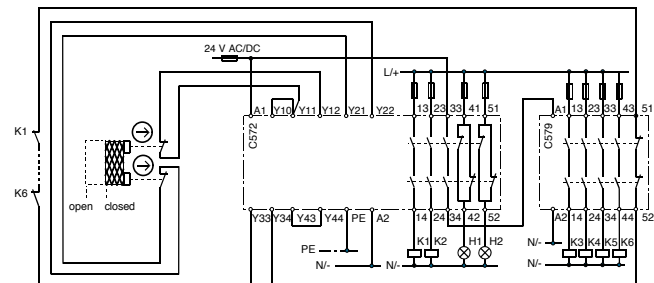 24 V AC/DC
L/+
A1 Y10 Y11 Y12 Y21 Y22 13 23 33 41 51
A1 13 23 33 43 51
C572
C579
K1
K6
open closed
Y33 Y34 Y43 Y44 PE A2 14 24 34 42 52
A2 14 24 34 44 52
K1 K2 H1 H2
K3 K4 K5 K6
PE
N/-
N/-
N/-
N/-